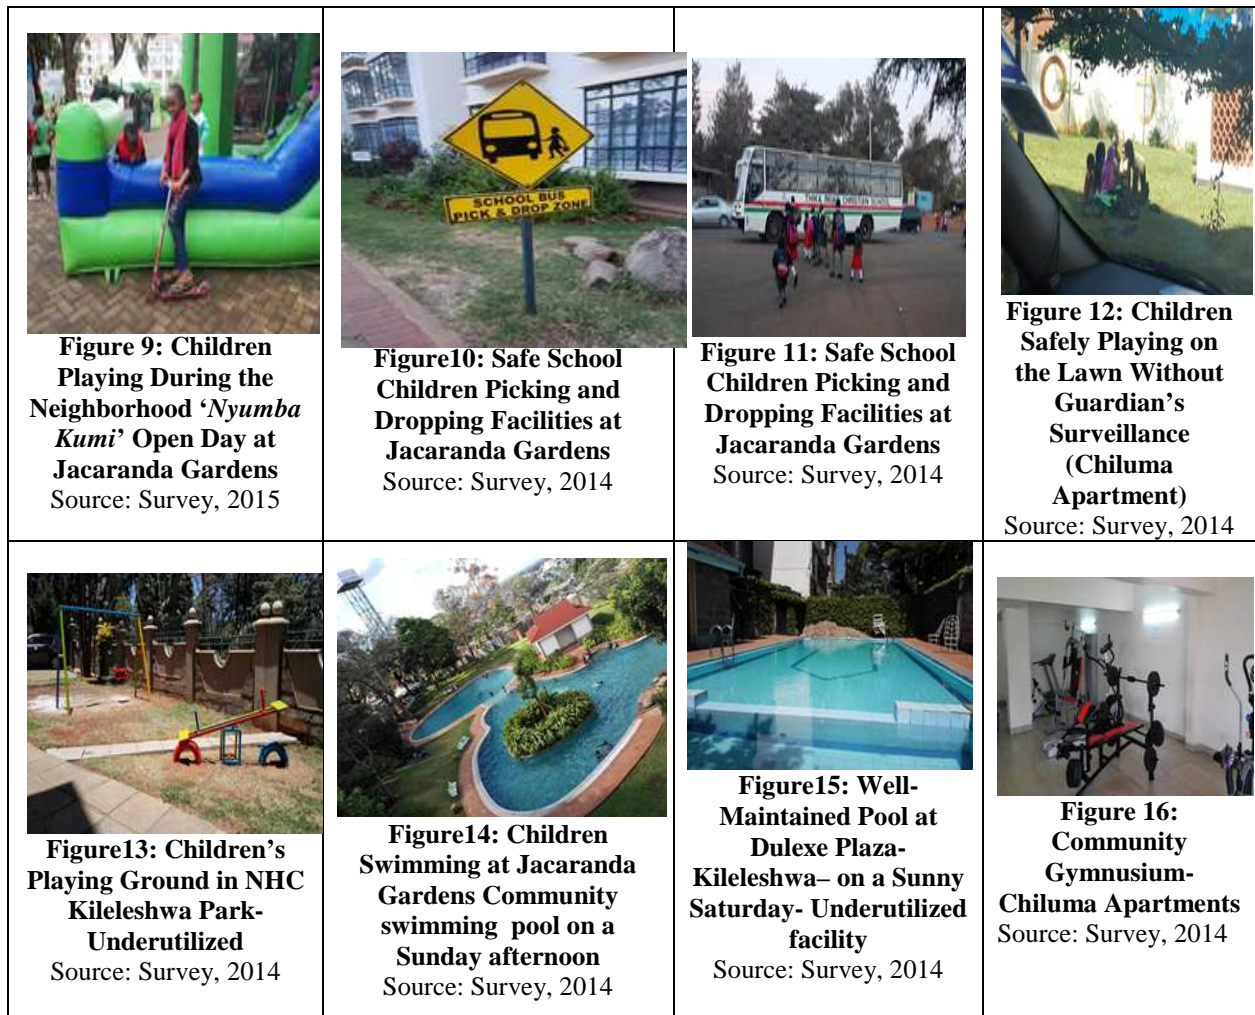 SCHOOL BUS
PICK & DROP ZONE
Figure 9: Children
Playing During the
Neighborhood ‘Nyumba
Kumi’ Open Day at
Jacaranda Gardens
Source: Survey, 2015
Figure10: Safe School
Children Picking and
Dropping Facilities at
Jacaranda Gardens
Source: Survey, 2014
Figure 11: Safe School
Children Picking and
Dropping Facilities at
Jacaranda Gardens
Source: Survey, 2014
Figure 12: Children
Safely Playing on
the Lawn Without
Guardian’s
Surveillance
(Chiluma
Apartment)
Source: Survey, 2014
Figure13: Children’s
Playing Ground in NHC
Kileleshwa Park-
Underutilized
Source: Survey, 2014
Figure14: Children
Swimming at Jacaranda
Gardens Community
swimming pool on a
Sunday afternoon
Source: Survey, 2014
Figure15: Well-
Maintained Pool at
Dulexe Plaza-
Kileleshwa– on a Sunny
Saturday- Underutilized
facility
Source: Survey, 2014
Figure 16:
Community
Gymnusium-
Chiluma Apartments
Source: Survey, 2014